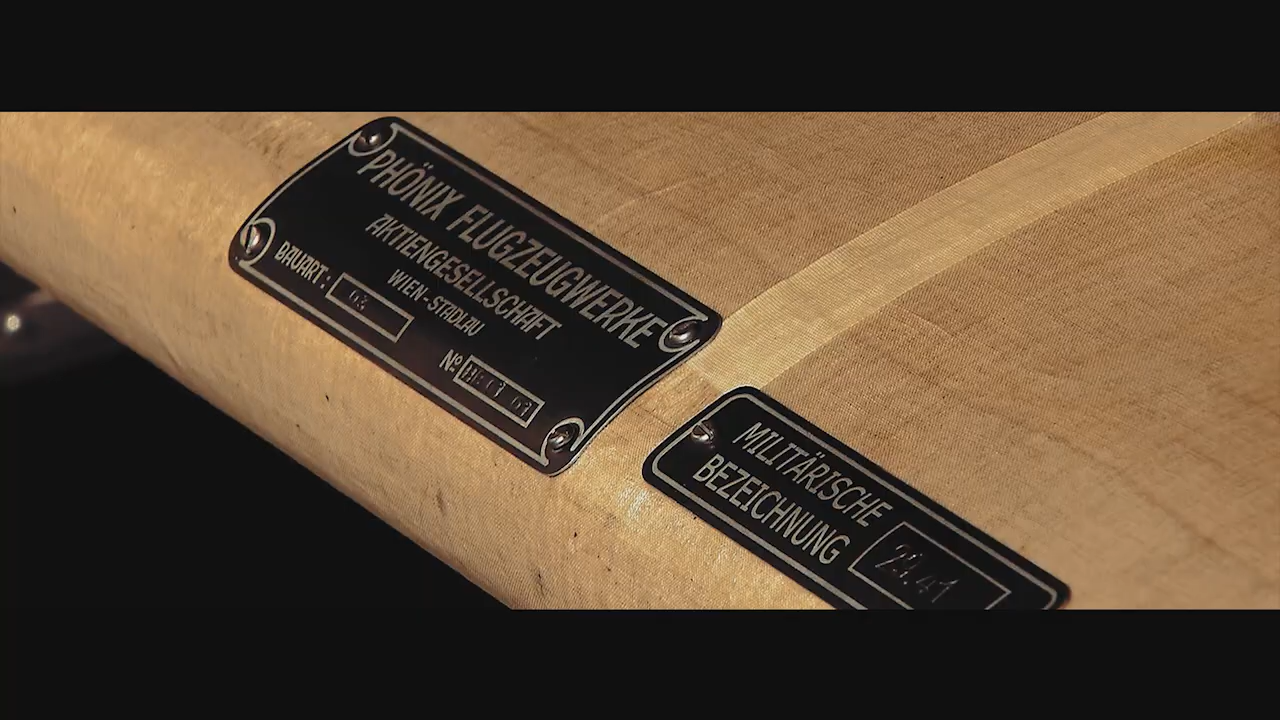 PHÖNIX FLUGZEUGWERKE
AKTIENGESELLSCHAFT
WIEN-STADLAU
BAUART:
Nº
MILITÄRISCHE
BEZEICHNUNG